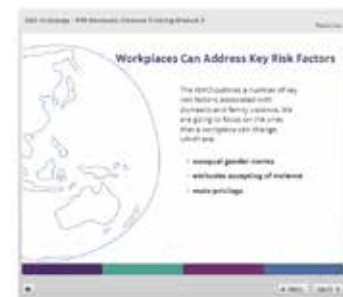 Workplaces Can Address Key Risk Factors
The WHO outlines a number of key
risk factors associated with
domestic and family violence. We
are going to focus on the ones
that a workplace can change,
which are:
• unequal gender norms
• attitudes accepting of violence
• male privilege